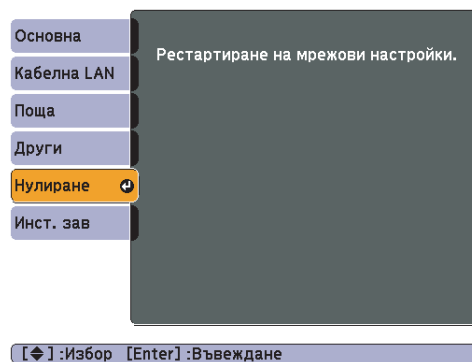 Основна
Кабелна LAN
Поща
Други
Нулиране
Инст. зав
Рестартиране на мрежови настройки.
[◆] :Избор [Enter] :Въвеждане